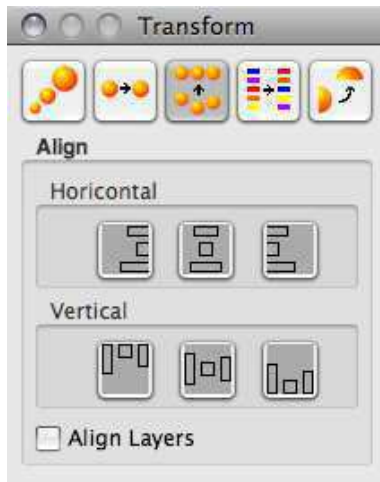 Transform
Align
Horicontal
Vertical
Align Layers